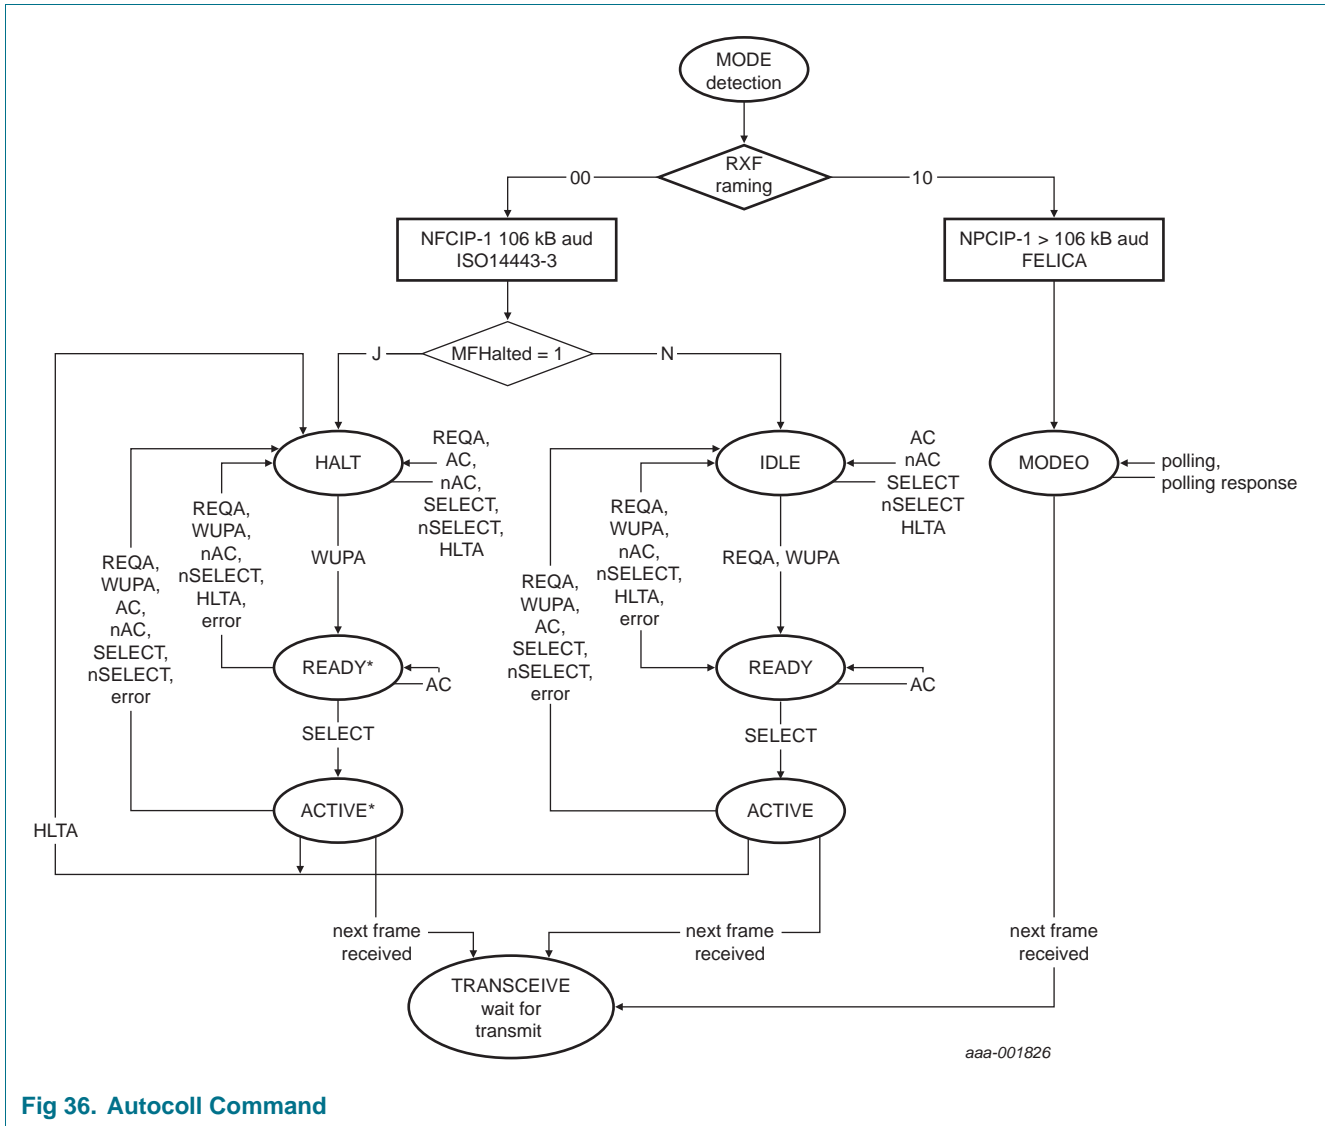 MODE
detection
RXF
raming
00
10
NFCIP-1 106 kB aud
ISO14443-3
NPCIP-1 > 106 kB aud
FELICA
J
MFHalted = 1
N
HALT
REQA,
AC,
nAC,
SELECT,
nSELECT,
HLTA
IDLE
AC
nAC
SELECT
nSELECT
HLTA
MODEO
polling,
polling response
REQA,
WUPA,
AC,
nAC,
SELECT,
nSELECT,
error
REQA,
WUPA,
nAC,
nSELECT,
HLTA,
error
WUPA
REQA,
WUPA,
AC,
SELECT,
nSELECT,
error
REQA,
WUPA,
nAC,
nSELECT,
HLTA,
error
REQA, WUPA
READY*
AC
READY
AC
SELECT
SELECT
ACTIVE*
ACTIVE
HLTA
next frame
received
next frame
received
next frame
received
TRANSCEIVE
wait for
transmit
aaa-001826
Fig 36. Autocoll Command